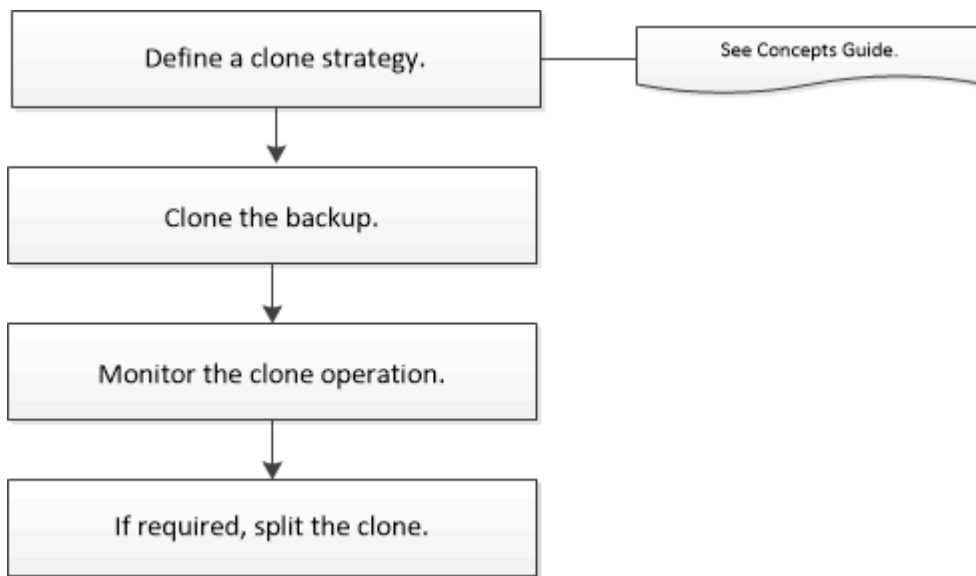 Define a clone strategy.
See Concepts Guide.
Clone the backup.
Monitor the clone operation.
If required, split the clone.